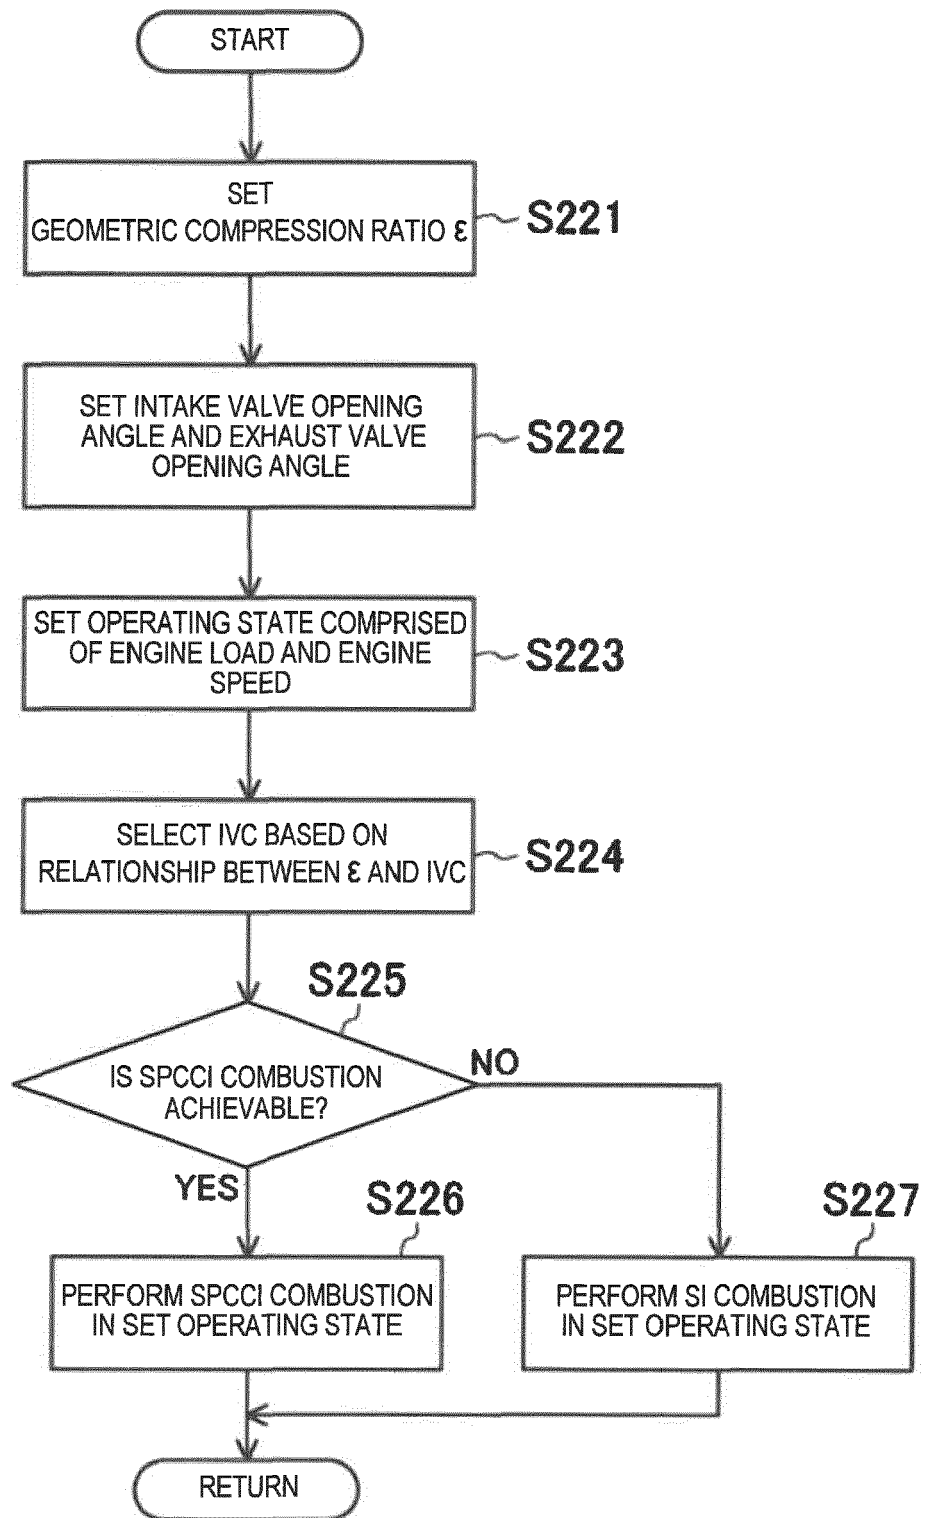 START
SET
GEOMETRIC COMPRESSION RATIO ε
S221
SET INTAKE VALVE OPENING
ANGLE AND EXHAUST VALVE
OPENING ANGLE
S222
SET OPERATING STATE COMPRISED
OF ENGINE LOAD AND ENGINE
SPEED
S223
SELECT IVC BASED ON
RELATIONSHIP BETWEEN ε AND IVC
S224
S225
IS SPCCI COMBUSTION
ACHIEVABLE?
NO
YES
S226
PERFORM SPCCI COMBUSTION
IN SET OPERATING STATE
S227
PERFORM SI COMBUSTION
IN SET OPERATING STATE
RETURN